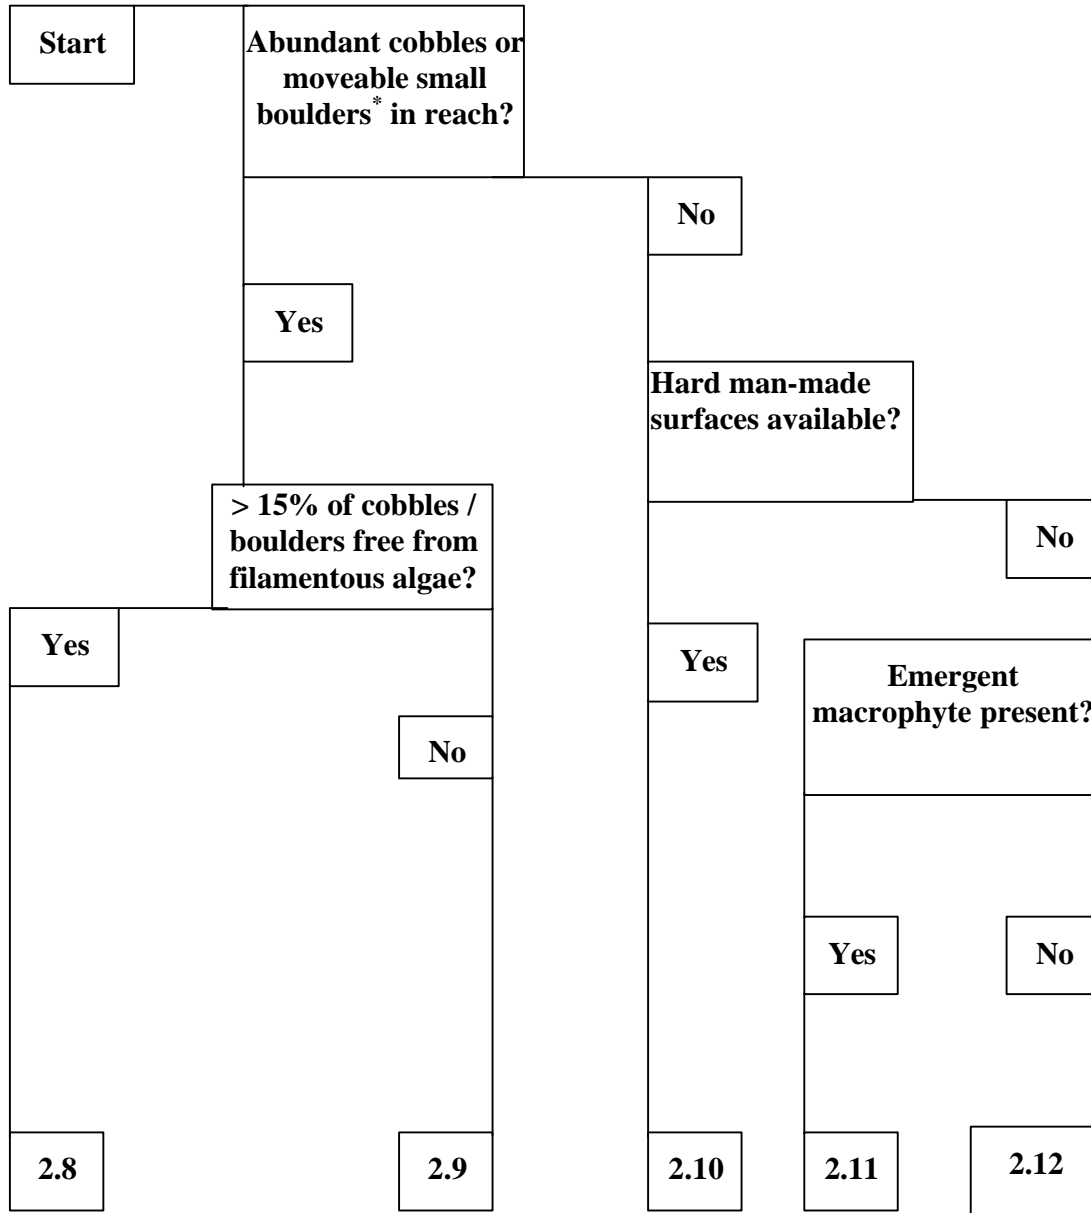 Start
Abundant cobbles or
moveable small
boulders* in reach?
No
Yes
Hard man-made
surfaces available?
> 15% of cobbles /
boulders free from
filamentous algae?
No
Yes
Yes
Emergent
macrophyte present?
No
Yes
No
2.8
2.9
2.10
2.11
2.12